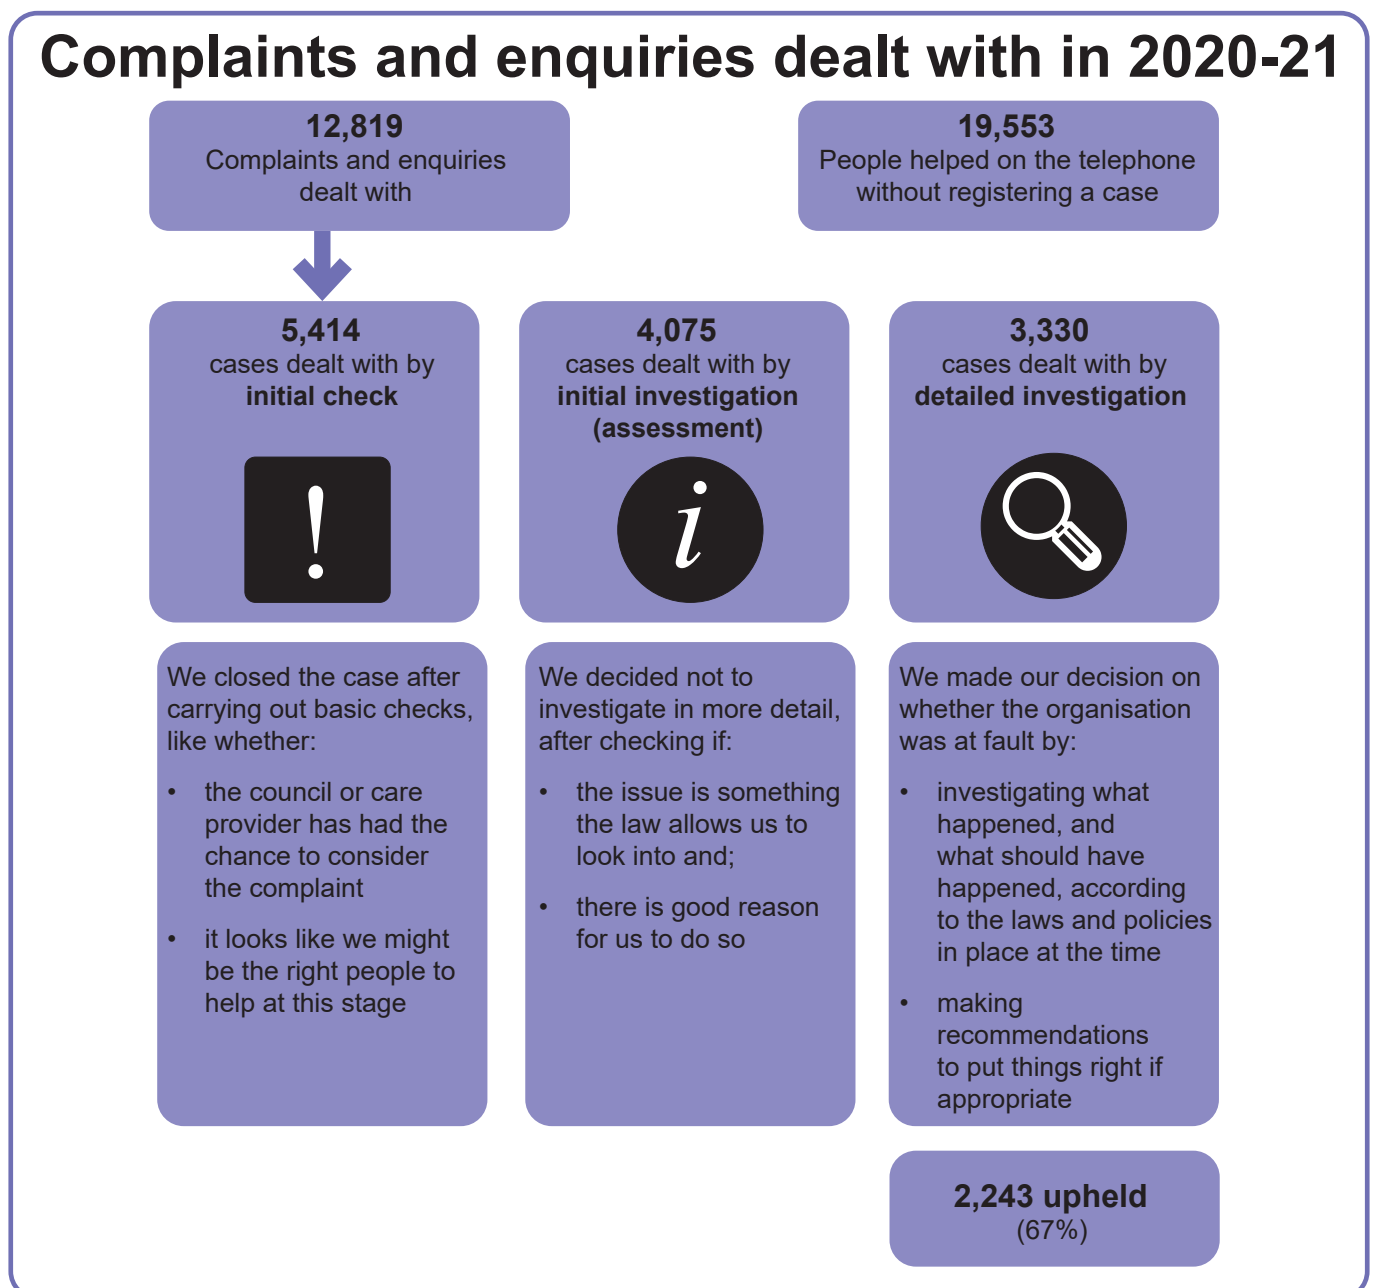 Complaints and enquiries dealt with in 2020-21
12,819
Complaints and enquiries
dealt with
19,553
People helped on the telephone
without registering a case
5,414
cases dealt with by
initial check
!
4,075
cases dealt with by
initial investigation
(assessment)
i
3,330
cases dealt with by
detailed investigation
We closed the case after
carrying out basic checks,
like whether:
• the council or care
provider has had the
chance to consider
the complaint
• it looks like we might
be the right people to
help at this stage
We decided not to
investigate in more detail,
after checking if:
• the issue is something
the law allows us to
look into and;
• there is good reason
for us to do so
We made our decision on
whether the organisation
was at fault by:
• investigating what
happened, and
what should have
happened, according
to the laws and policies
in place at the time
• making
recommendations
to put things right if
appropriate
2,243 upheld
(67%)